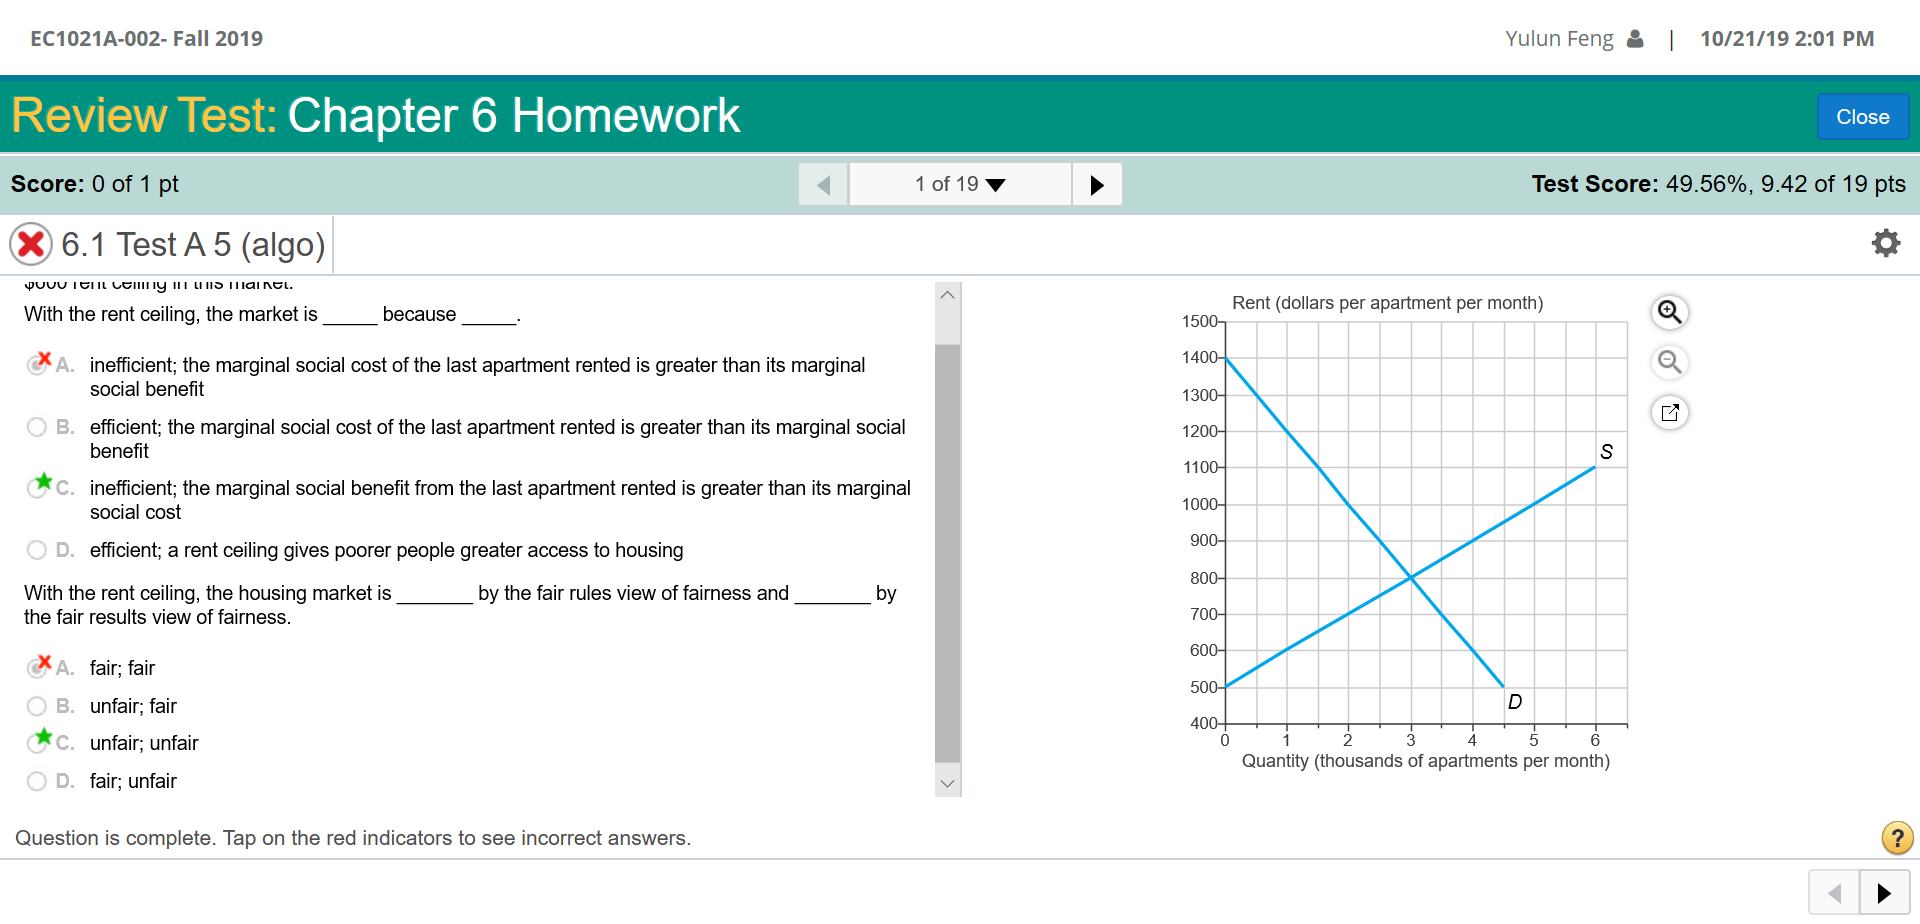 EC1021A-002- Fall 2019
Yulun Feng | 10/21/19 2:01 PM
Review Test: Chapter 6 Homework
Close
Score: 0 of 1 pt
1 of 19
Test Score: 49.56%, 9.42 of 19 pts
6.1 Test A 5 (algo)
$600 rent ceiling in this market.
With the rent ceiling, the market is _____ because _____.
A. inefficient; the marginal social cost of the last apartment rented is greater than its marginal
social benefit
B. efficient; the marginal social cost of the last apartment rented is greater than its marginal social
benefit
C. inefficient; the marginal social benefit from the last apartment rented is greater than its marginal
social cost
D. efficient; a rent ceiling gives poorer people greater access to housing
With the rent ceiling, the housing market is _______ by the fair rules view of fairness and _______ by
the fair results view of fairness.
A. fair; fair
B. unfair; fair
C. unfair; unfair
D. fair; unfair
Rent (dollars per apartment per month)
1500
1400
1300
1200
1100
1000
900
800
700
600
500
400
S
D
0 1 2 3 4 5 6
Quantity (thousands of apartments per month)
Question is complete. Tap on the red indicators to see incorrect answers.
?